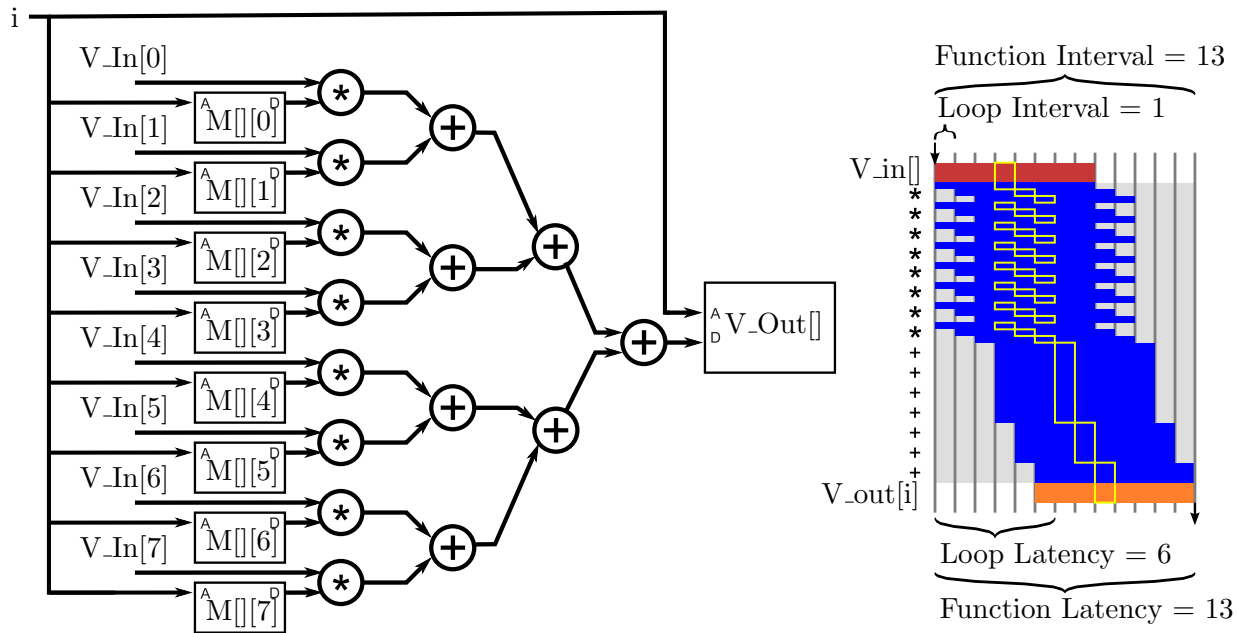 i
V_In[0]
A M[][0] D
*
V_In[1]
+
A M[][1] D
*
V_In[2]
A M[][2] D
*
+
V_In[3]
+
A M[][3] D
*
V_In[4]
A M[][4] D
*
+
A V_Out[]
D
V_In[5]
+
A M[][5] D
*
+
V_In[6]
A M[][6] D
*
V_In[7]
+
A M[][7] D
*
Function Interval = 13
Loop Interval = 1
V_in[]
*
*
*
*
*
*
*
*
+
+
+
+
+
+
+
V_out[i]
Loop Latency = 6
Function Latency = 13